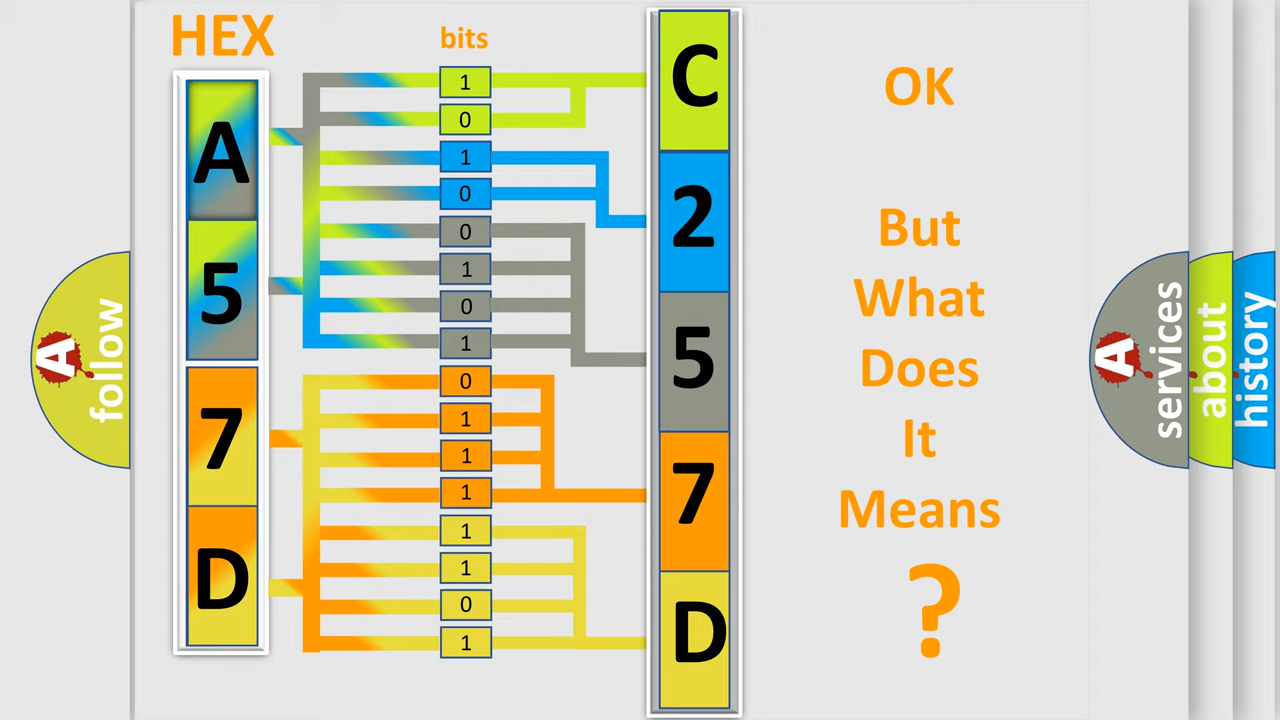 HEX
bits
A
5
7
D
1
0
1
0
0
1
0
1
0
1
1
1
1
1
0
1
C
2
5
7
D
OK
But
What
Does
It
Means
?
A
follow
A
services
about
history